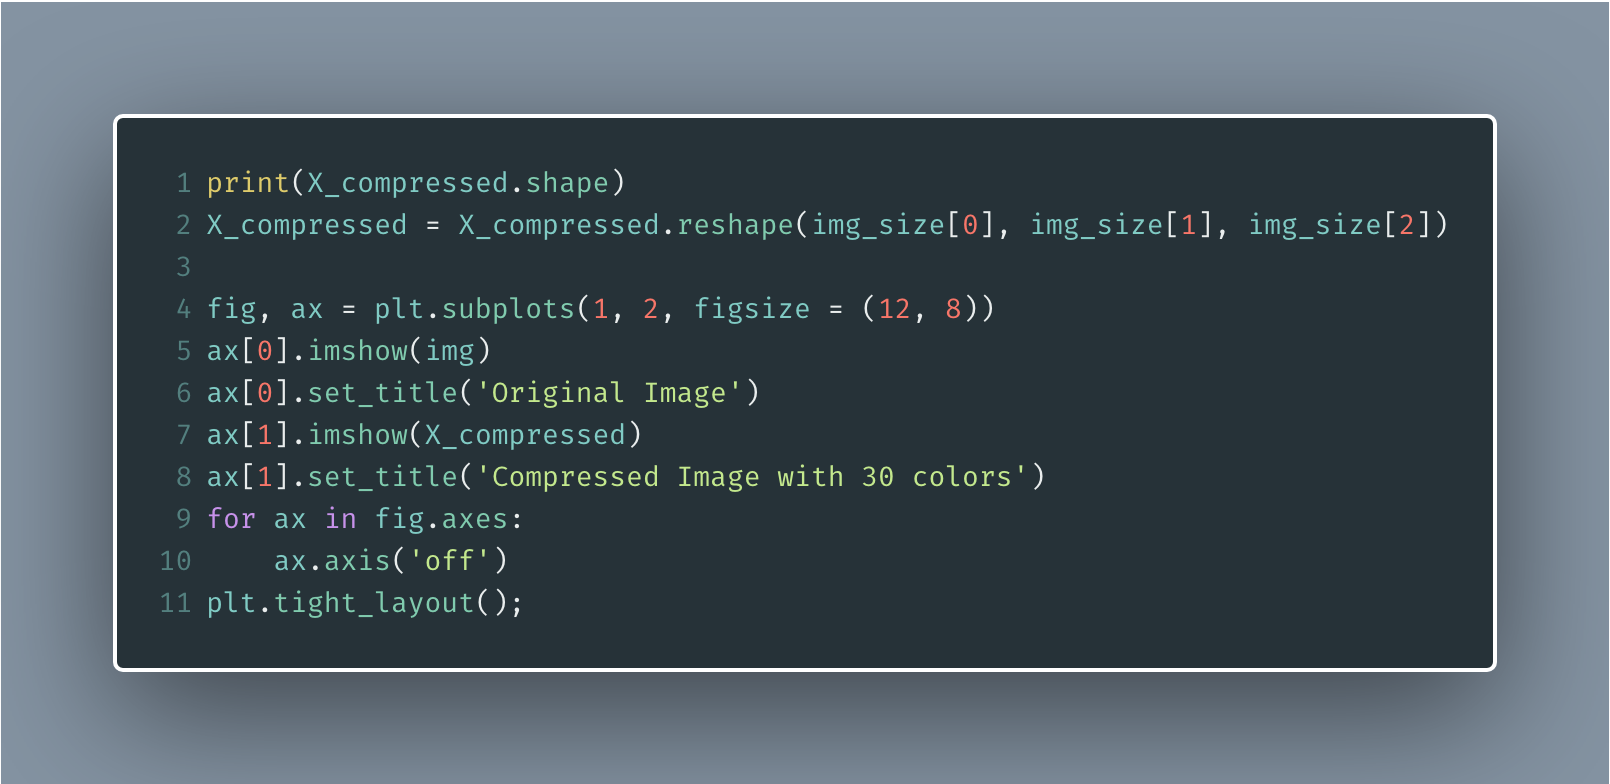 1 print(X_compressed.shape)
2 X_compressed = X_compressed.reshape(img_size[0], img_size[1], img_size[2])
3
4 fig, ax = plt.subplots(1, 2, figsize = (12, 8))
5 ax[0].imshow(img)
6 ax[0].set_title('Original Image')
7 ax[1].imshow(X_compressed)
8 ax[1].set_title('Compressed Image with 30 colors')
9 for ax in fig.axes:
10     ax.axis('off')
11 plt.tight_layout();